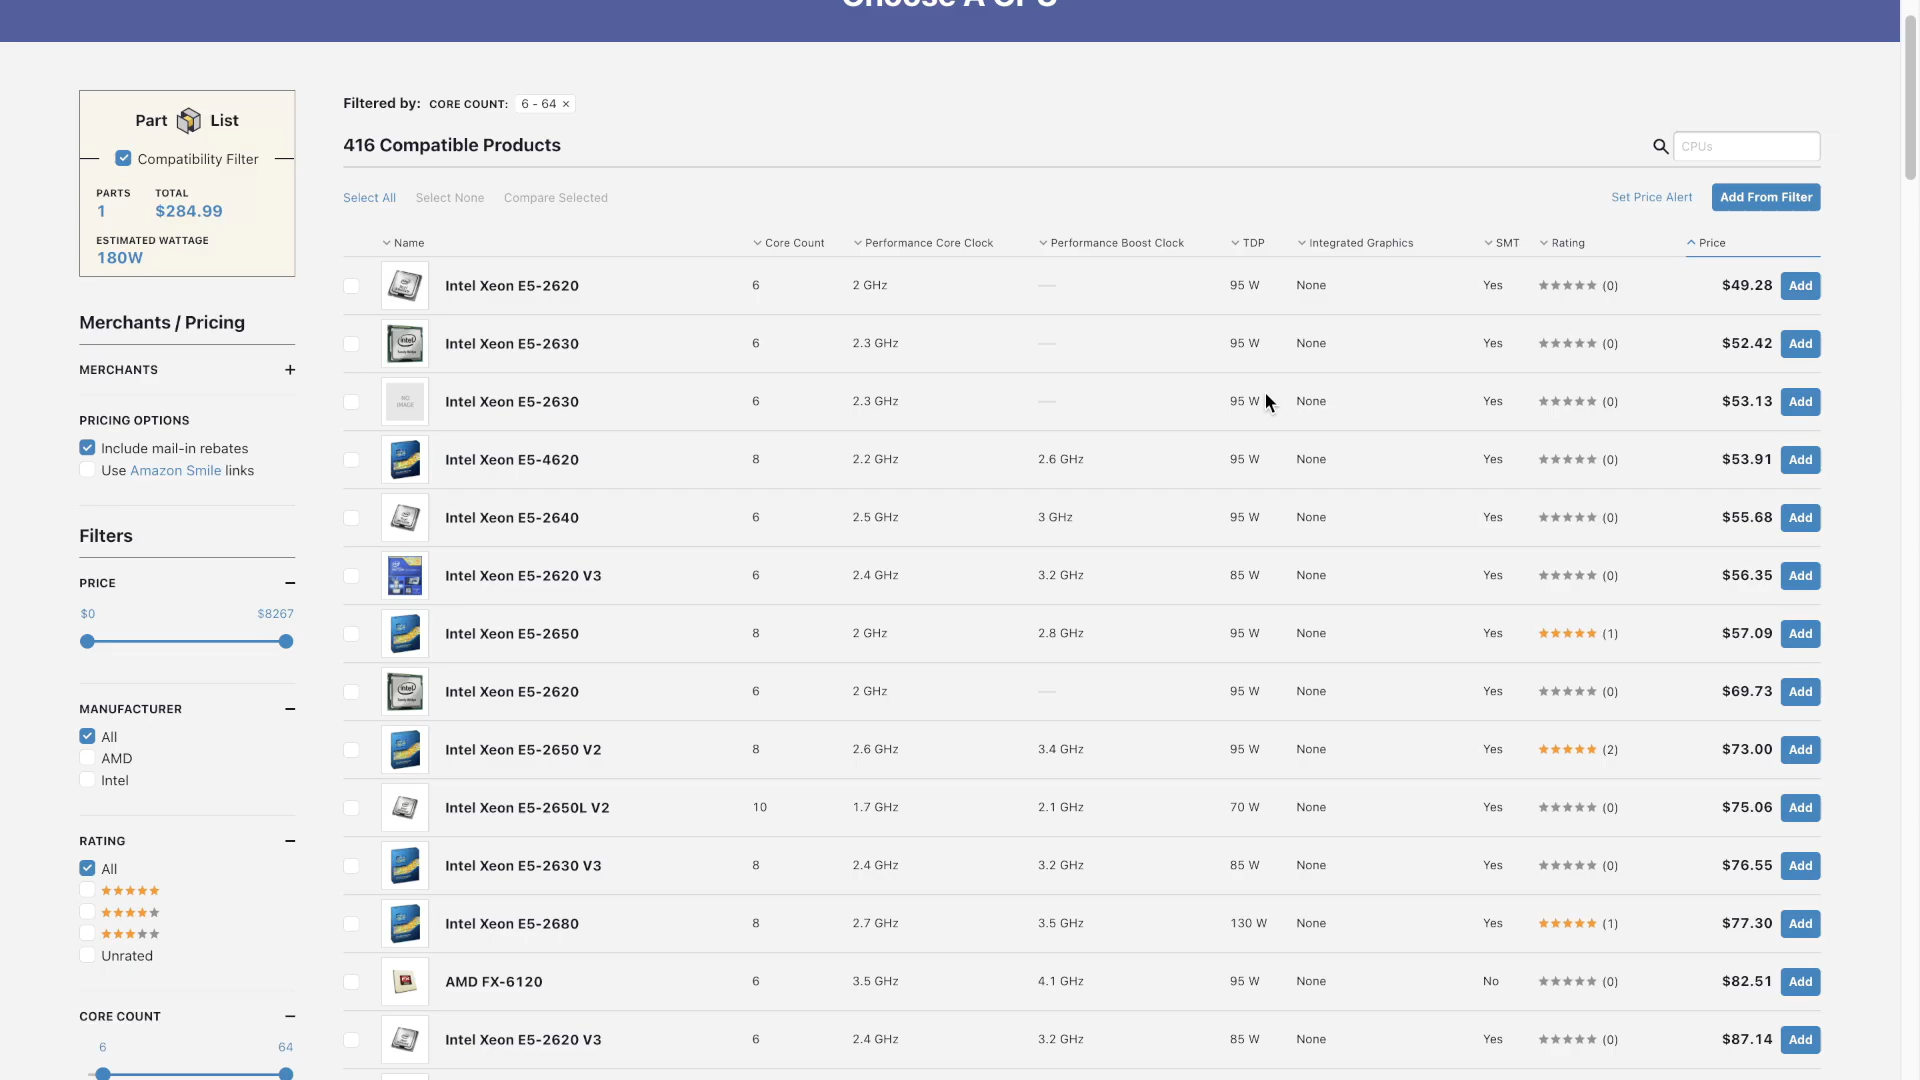 Choose A CPU
Part List
Compatibility Filter
PARTS TOTAL
1 $284.99
ESTIMATED WATTAGE
180W
Merchants / Pricing
MERCHANTS +
PRICING OPTIONS
Include mail-in rebates
Use Amazon Smile links
Filters
PRICE
$0 $8267
MANUFACTURER
All
AMD
Intel
RATING
All
Unrated
CORE COUNT
6 64
Filtered by: CORE COUNT: 6 - 64 ×
416 Compatible Products
CPUs
Select All Select None Compare Selected Set Price Alert Add From Filter
Name Core Count Performance Core Clock Performance Boost Clock TDP Integrated Graphics SMT Rating Price
Intel Xeon E5-2620 6 2 GHz — 95 W None Yes (0) $49.28 Add
Intel Xeon E5-2630 6 2.3 GHz — 95 W None Yes (0) $52.42 Add
NO IMAGE Intel Xeon E5-2630 6 2.3 GHz — 95 W None Yes (0) $53.13 Add
Intel Xeon E5-4620 8 2.2 GHz 2.6 GHz 95 W None Yes (0) $53.91 Add
Intel Xeon E5-2640 6 2.5 GHz 3 GHz 95 W None Yes (0) $55.68 Add
Intel Xeon E5-2620 V3 6 2.4 GHz 3.2 GHz 85 W None Yes (0) $56.35 Add
Intel Xeon E5-2650 8 2 GHz 2.8 GHz 95 W None Yes (1) $57.09 Add
Intel Xeon E5-2620 6 2 GHz — 95 W None Yes (0) $69.73 Add
Intel Xeon E5-2650 V2 8 2.6 GHz 3.4 GHz 95 W None Yes (2) $73.00 Add
Intel Xeon E5-2650L V2 10 1.7 GHz 2.1 GHz 70 W None Yes (0) $75.06 Add
Intel Xeon E5-2630 V3 8 2.4 GHz 3.2 GHz 85 W None Yes (0) $76.55 Add
Intel Xeon E5-2680 8 2.7 GHz 3.5 GHz 130 W None Yes (1) $77.30 Add
AMD FX-6120 6 3.5 GHz 4.1 GHz 95 W None No (0) $82.51 Add
Intel Xeon E5-2620 V3 6 2.4 GHz 3.2 GHz 85 W None Yes (0) $87.14 Add